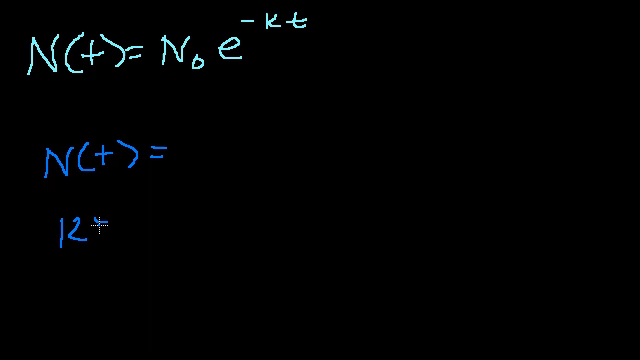 N(t) = N₀ e^{-kt}
N(t) =
12